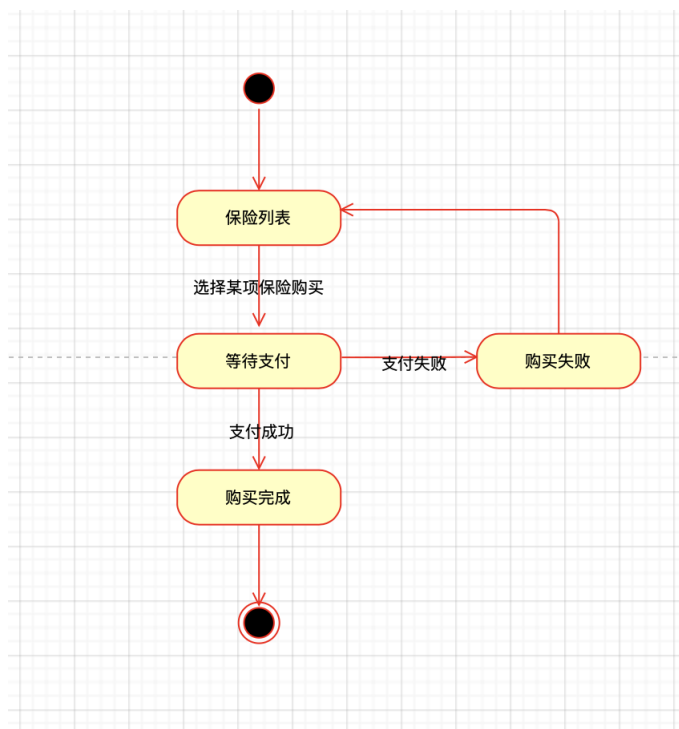 保险列表
选择某项保险购买
等待支付
支付失败
购买失败
支付成功
购买完成